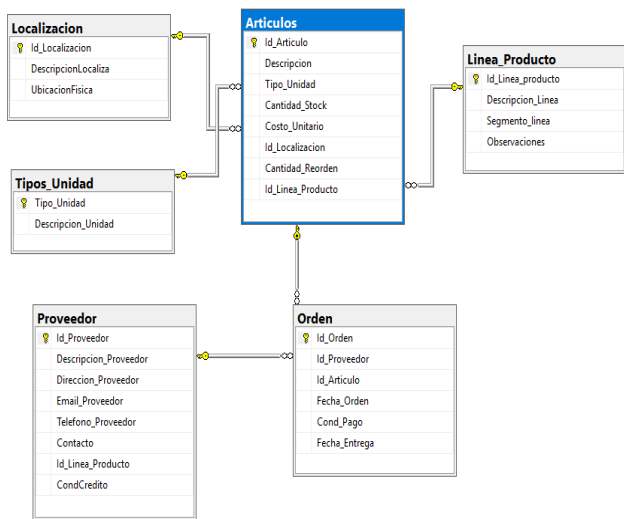 Localizacion
Id_Localizacion
DescripcionLocaliza
UbicacionFisica
Articulos
Id_Articulo
Descripcion
Tipo_Unidad
Cantidad_Stock
Costo_Unitario
Id_Localizacion
Cantidad_Reorden
Id_Linea_Producto
Linea_Producto
Id_Linea_producto
Descripcion_Linea
Segmento_linea
Observaciones
Tipos_Unidad
Tipo_Unidad
Descripcion_Unidad
Proveedor
Id_Proveedor
Descripcion_Proveedor
Direccion_Proveedor
Email_Proveedor
Telefono_Proveedor
Contacto
Id_Linea_Producto
CondCredito
Orden
Id_Orden
Id_Proveedor
Id_Articulo
Fecha_Orden
Cond_Pago
Fecha_Entrega